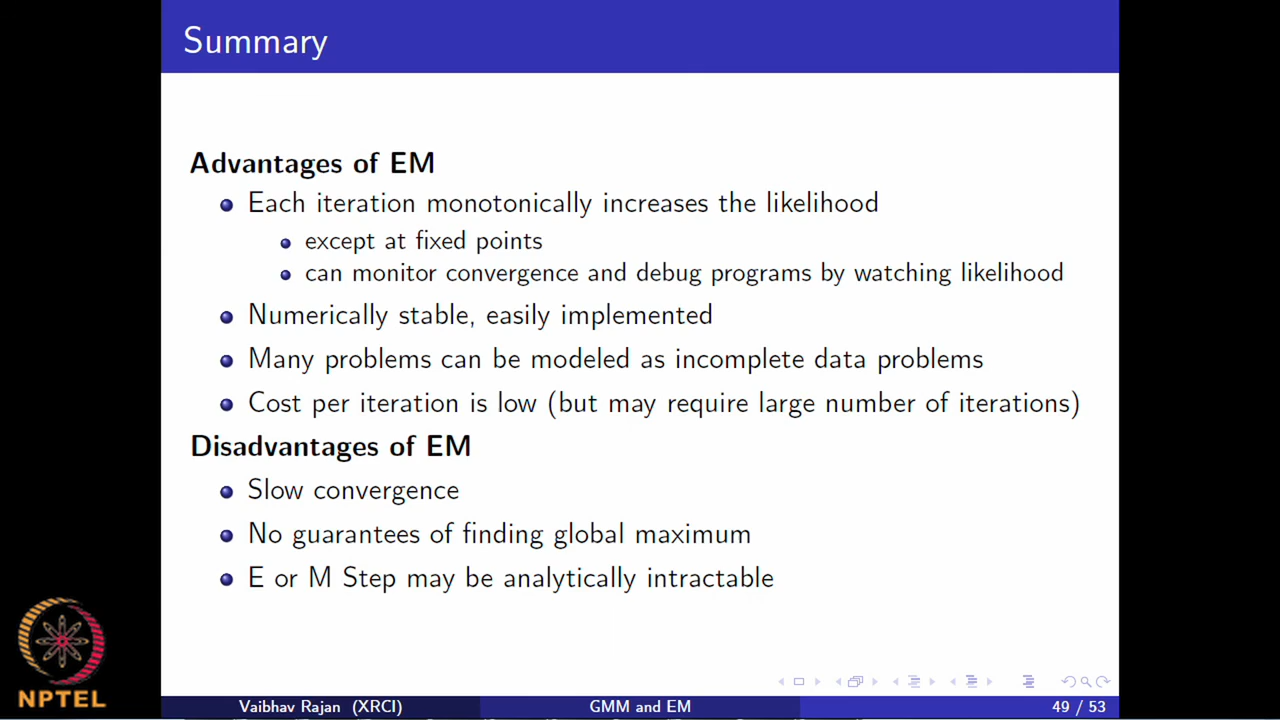 Summary
Advantages of EM
Each iteration monotonically increases the likelihood
except at fixed points
can monitor convergence and debug programs by watching likelihood
Numerically stable, easily implemented
Many problems can be modeled as incomplete data problems
Cost per iteration is low (but may require large number of iterations)
Disadvantages of EM
Slow convergence
No guarantees of finding global maximum
E or M Step may be analytically intractable
NPTEL
Vaibhav Rajan (XRCI) GMM and EM 49 / 53